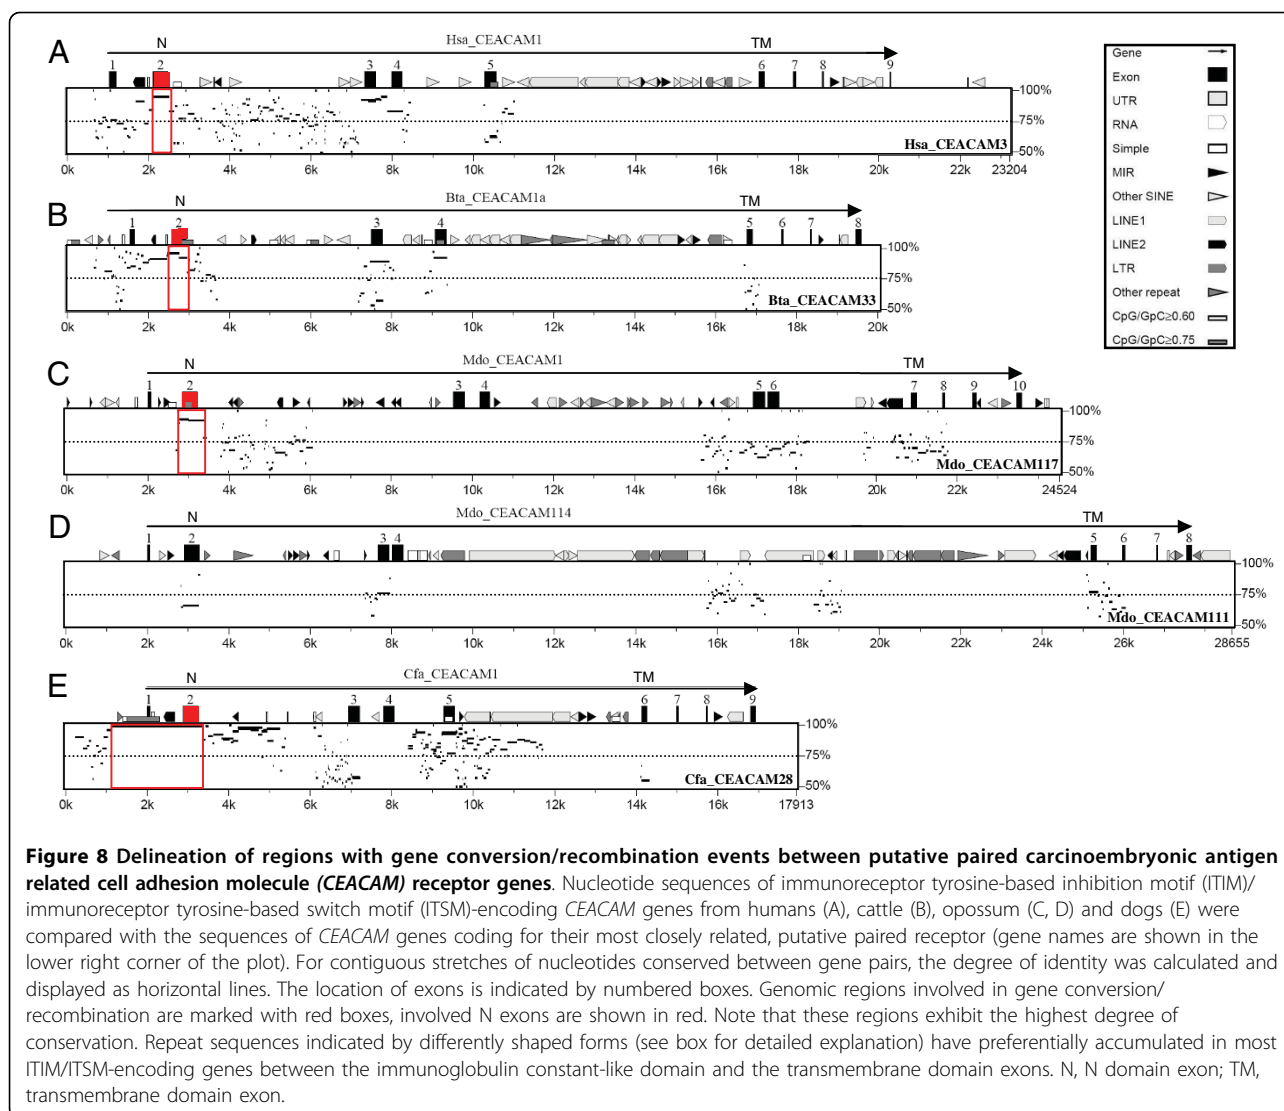 A
N
Hsa_CEACAM1
TM
1 2 3 4 5 6 7 8 9
100%
75%
50%
Hsa_CEACAM3
0k 2k 4k 6k 8k 10k 12k 14k 16k 18k 20k 22k 23204
B
N
Bta_CEACAM1a
TM
1 2 3 4 5 6 7 8
100%
75%
50%
Bta_CEACAM33
0k 2k 4k 6k 8k 10k 12k 14k 16k 18k 20k
C
N
Mdo_CEACAM1
TM
1 2 3 4 5 6 7 8 9 10
100%
75%
50%
Mdo_CEACAM117
0k 2k 4k 6k 8k 10k 12k 14k 16k 18k 20k 22k 24524
D
N
Mdo_CEACAM114
TM
1 2 3 4 5 6 7 8
100%
75%
50%
Mdo_CEACAM111
0k 2k 4k 6k 8k 10k 12k 14k 16k 18k 20k 22k 24k 26k 28655
E
N
Cfa_CEACAM1
TM
1 2 3 4 5 6 7 8 9
100%
75%
50%
Cfa_CEACAM28
0k 2k 4k 6k 8k 10k 12k 14k 16k 17913
Gene
Exon
UTR
RNA
Simple
MIR
Other SINE
LINE1
LINE2
LTR
Other repeat
CpG/GpC≥0.60
CpG/GpC≥0.75
Figure 8 Delineation of regions with gene conversion/recombination events between putative paired carcinoembryonic antigen
related cell adhesion molecule (CEACAM) receptor genes. Nucleotide sequences of immunoreceptor tyrosine-based inhibition motif (ITIM)/
immunoreceptor tyrosine-based switch motif (ITSM)-encoding CEACAM genes from humans (A), cattle (B), opossum (C, D) and dogs (E) were
compared with the sequences of CEACAM genes coding for their most closely related, putative paired receptor (gene names are shown in the
lower right corner of the plot). For contiguous stretches of nucleotides conserved between gene pairs, the degree of identity was calculated and
displayed as horizontal lines. The location of exons is indicated by numbered boxes. Genomic regions involved in gene conversion/
recombination are marked with red boxes, involved N exons are shown in red. Note that these regions exhibit the highest degree of
conservation. Repeat sequences indicated by differently shaped forms (see box for detailed explanation) have preferentially accumulated in most
ITIM/ITSM-encoding genes between the immunoglobulin constant-like domain and the transmembrane domain exons. N, N domain exon; TM,
transmembrane domain exon.